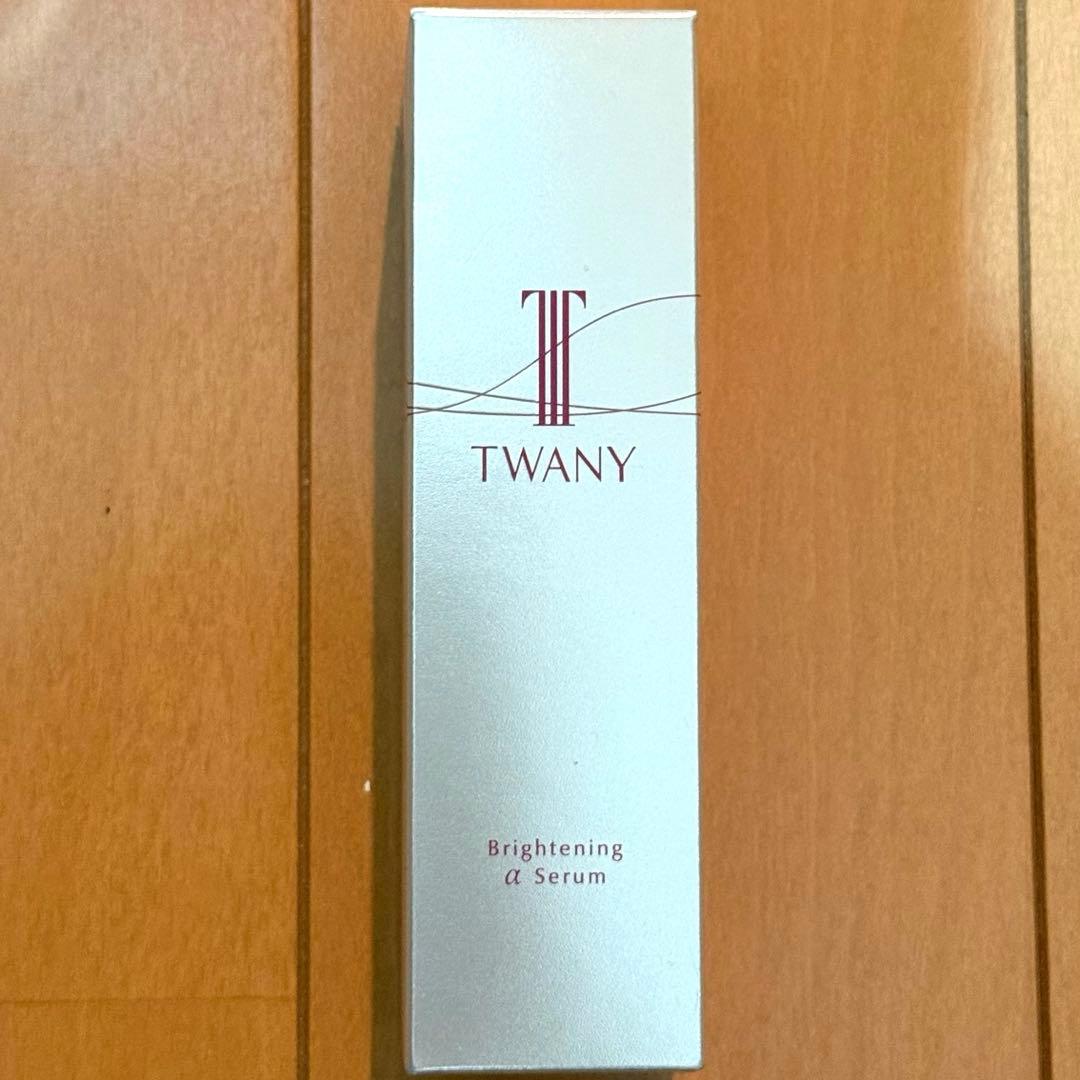 T
TWANY
Brightening
α Serum